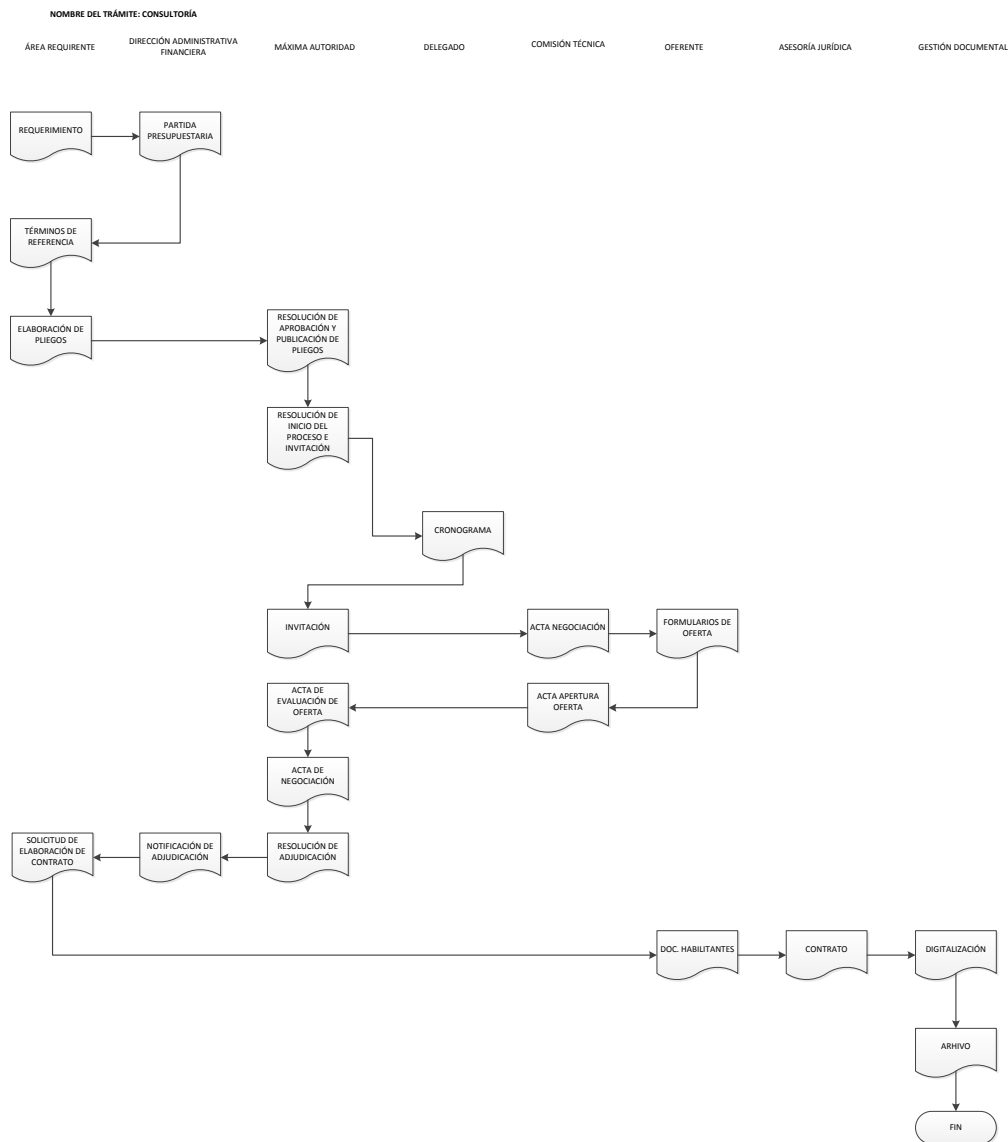 NOMBRE DEL TRÁMITE: CONSULTORÍA
ÁREA REQUIRENTE
DIRECCIÓN ADMINISTRATIVA
FINANCIERA
MÁXIMA AUTORIDAD
DELEGADO
COMISIÓN TÉCNICA
OFERENTE
ASESORÍA JURÍDICA
GESTIÓN DOCUMENTAL
REQUERIMIENTO
PARTIDA
PRESUPUESTARIA
TÉRMINOS DE
REFERENCIA
ELABORACIÓN DE
PLIEGOS
RESOLUCIÓN DE
APROBACIÓN Y
PUBLICACIÓN DE
PLIEGOS
RESOLUCIÓN DE
INICIO DEL
PROCESO E
INVITACIÓN
CRONOGRAMA
INVITACIÓN
ACTA NEGOCIACIÓN
FORMULARIOS DE
OFERTA
ACTA DE
EVALUACIÓN DE
OFERTA
ACTA APERTURA
OFERTA
ACTA DE
NEGOCIACIÓN
SOLICITUD DE
ELABORACIÓN DE
CONTRATO
NOTIFICACIÓN DE
ADJUDICACIÓN
RESOLUCIÓN DE
ADJUDICACIÓN
DOC. HABILITANTES
CONTRATO
DIGITALIZACIÓN
ARHIVO
FIN